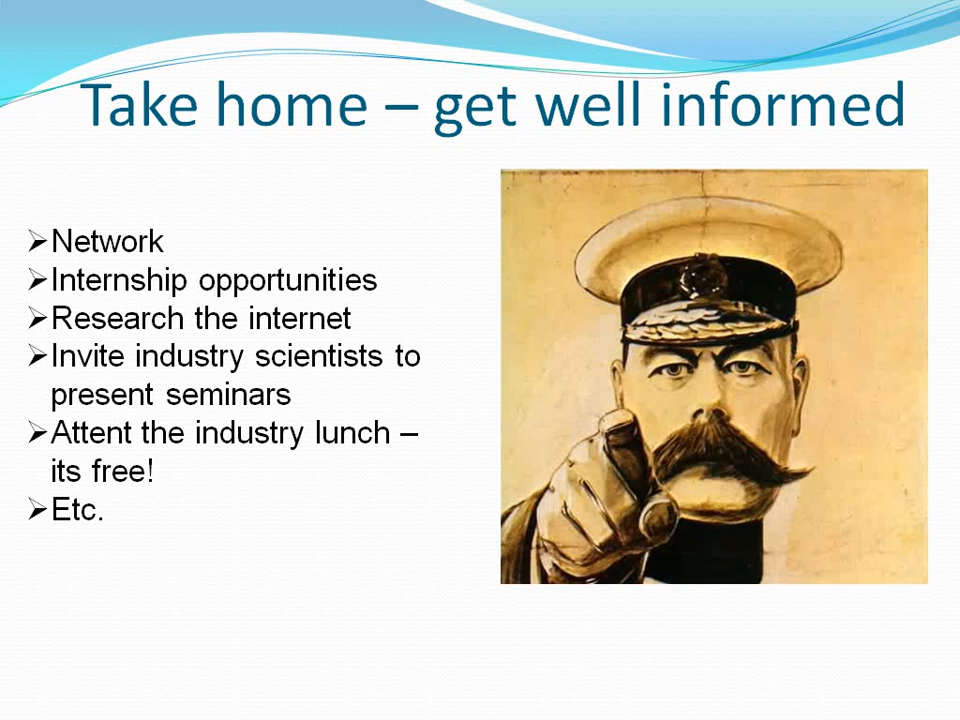 Take home – get well informed
➢Network
➢Internship opportunities
➢Research the internet
➢Invite industry scientists to
present seminars
➢Attent the industry lunch –
its free!
➢Etc.